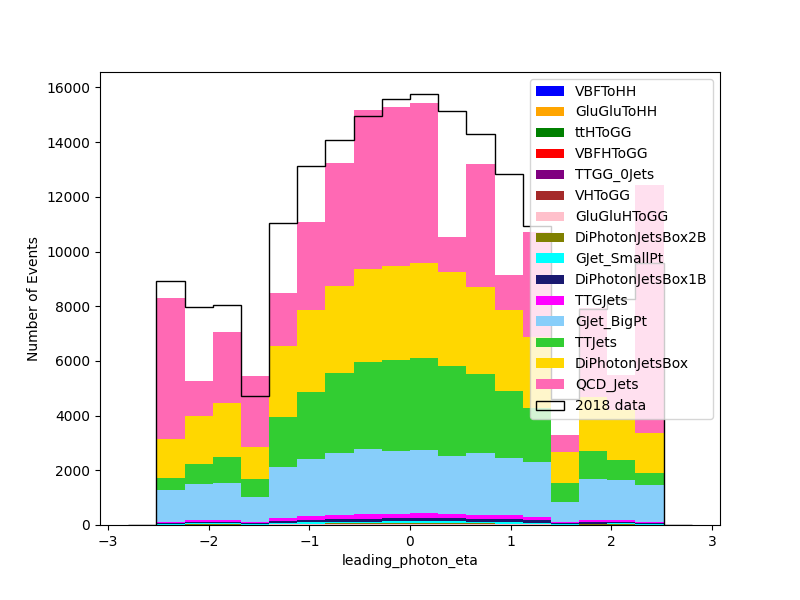 16000
14000
12000
10000
8000
6000
4000
2000
0
Number of Events
−3
−2
−1
0
1
2
3
leading_photon_eta
VBFToHH
GluGluToHH
ttHToGG
VBFHToGG
TTGG_0Jets
VHToGG
GluGluHToGG
DiPhotonJetsBox2B
GJet_SmallPt
DiPhotonJetsBox1B
TTGJets
GJet_BigPt
TTJets
DiPhotonJetsBox
QCD_Jets
2018 data